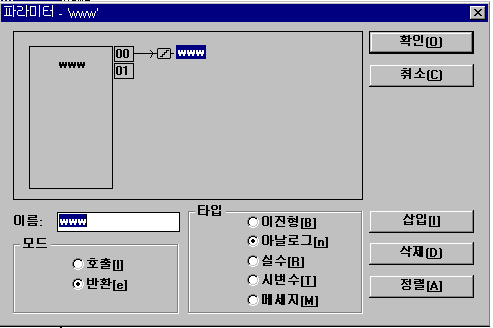 파라미터 - 'www'
www
00
www
01
확인[O]
취소[C]
이름:
www
모드
호출[I]
반환[e]
타입
이진형[B]
아날로그[n]
실수[R]
시변수[T]
메세지[M]
삽입[I]
삭제[D]
정렬[A]